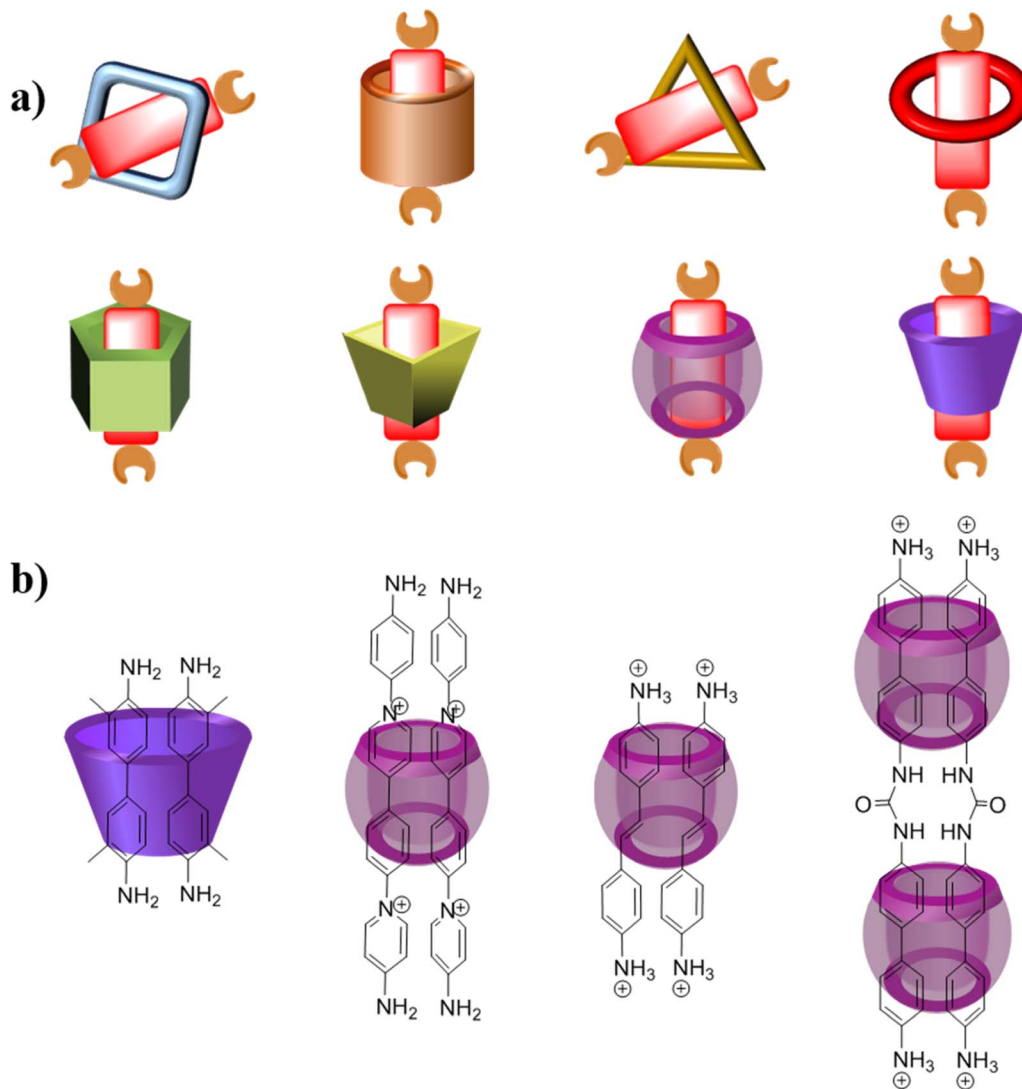 a)
b)
NH₂ NH₂
NH₂ NH₂
NH₂ NH₂
N⊕ N⊕
N⊕ N⊕
NH₂ NH₂
⊕ ⊕
NH₃ NH₃
NH₃ NH₃
⊕ ⊕
⊕ ⊕
NH₃ NH₃
NH HN
O O
NH HN
NH₃ NH₃
⊕ ⊕